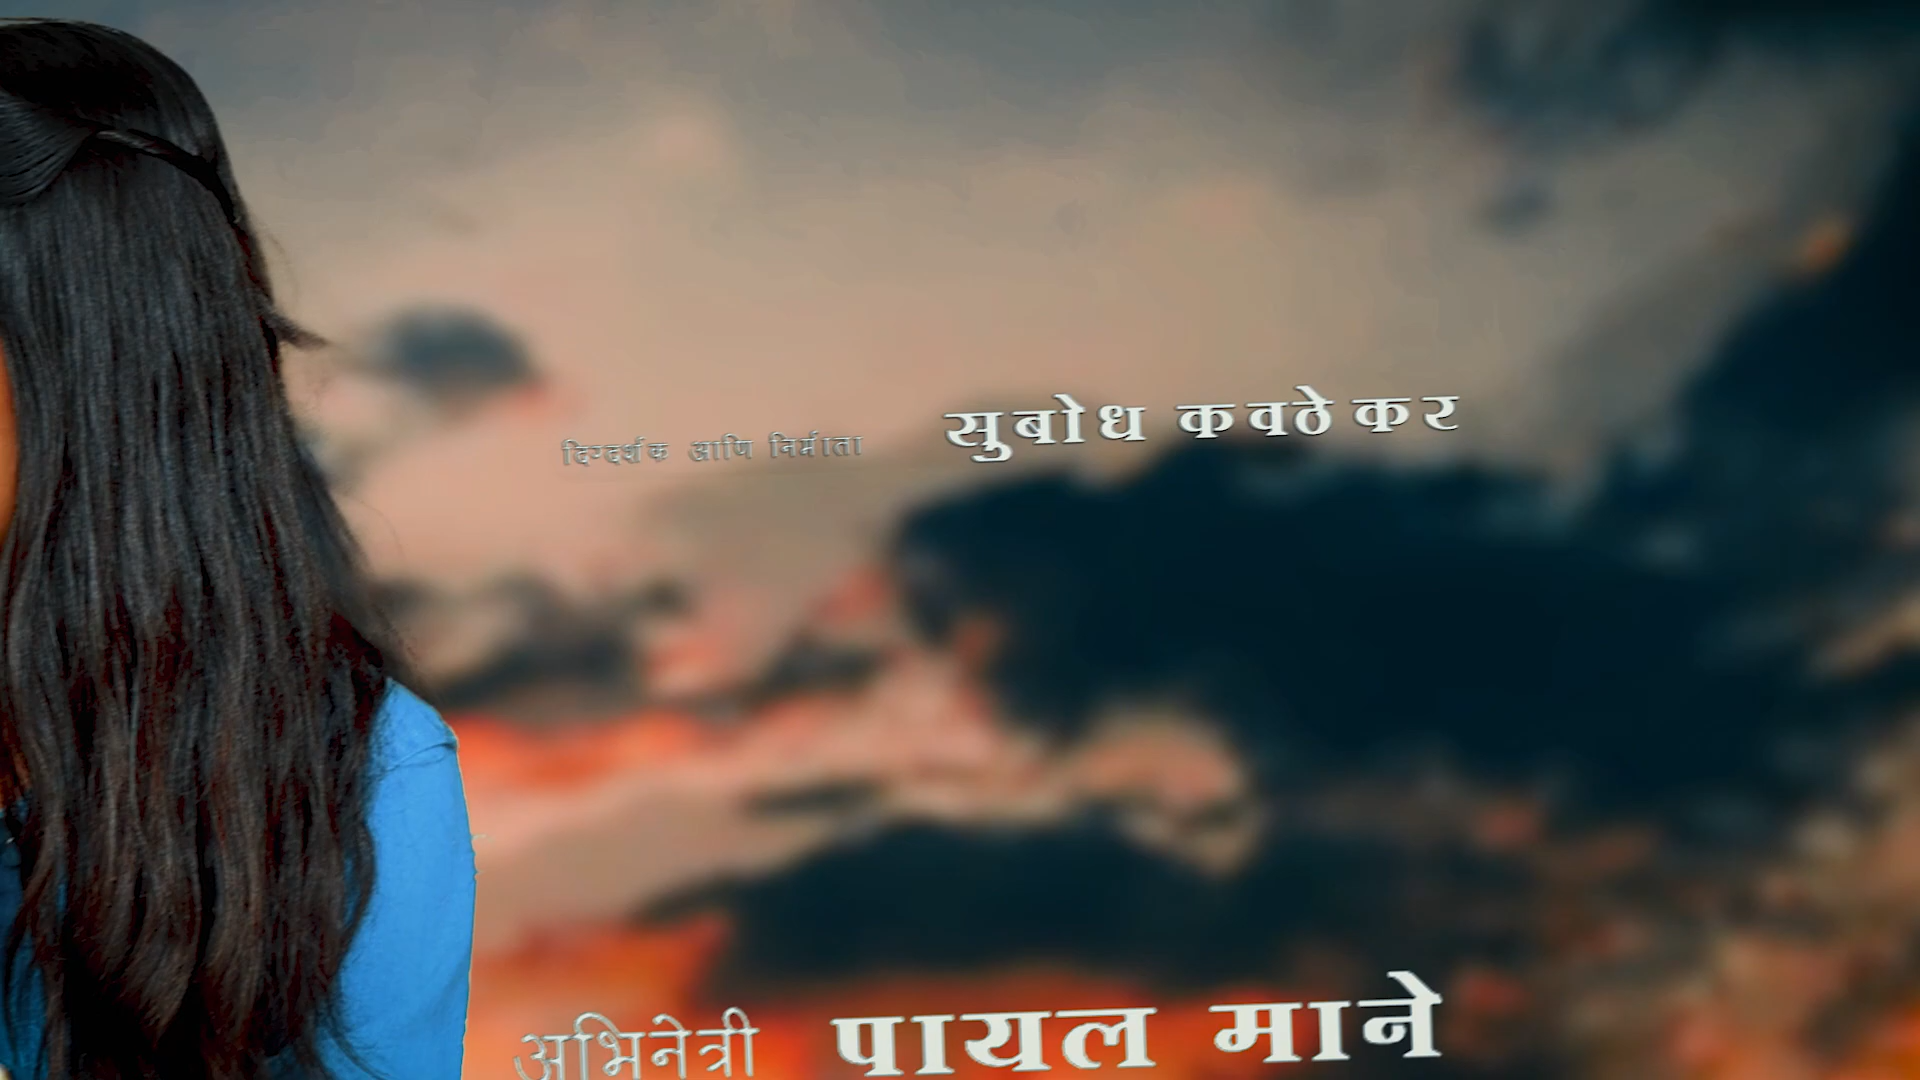 दिग्दर्शक आणि निर्माता सुबोध कवठेकर
अभिनेत्री पायल माने